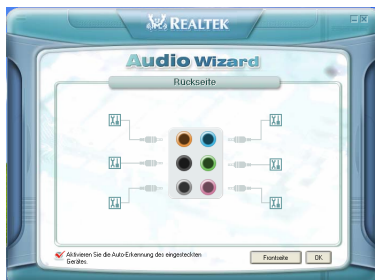 REALTEK
Audio Wizard
Rückseite
Aktivieren Sie die Auto-Erkennung des eingesteckten
Gerätes.
Frontseite
OK